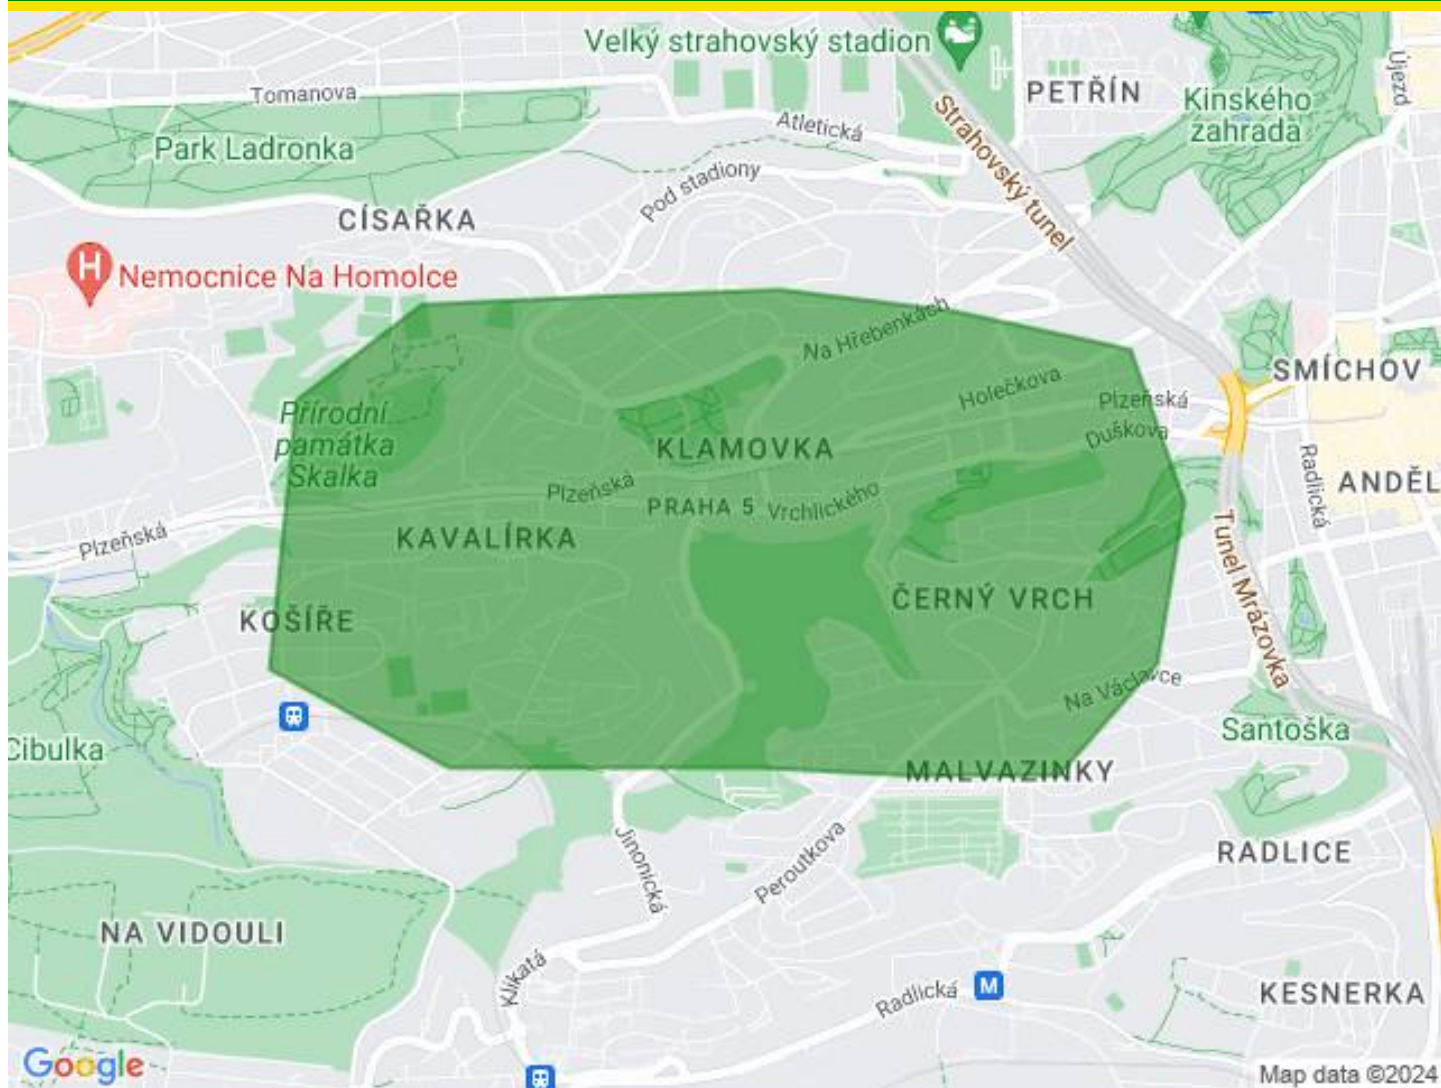 Velký strahovský stadion
PETŘÍN
Újezd
Tomanova
Kinského
zahrada
Atletická
Strahovský tunel
Park Ladronka
Pod stadiony
CÍSAŘKA
H
Nemocnice Na Homolce
Na Hřebenkách
SMÍCHOV
Holečkova
Plzeňská
Přírodní
památka
Skalka
Duškova
KLAMOVKA
Radlická
ANDĚL
Plzeňská
PRAHA 5
Vrchlického
Plzeňská
KAVALÍRKA
Tunel Mrázovka
ČERNÝ VRCH
KOŠÍŘE
Na Václavce
Santoška
Cibulka
MALVAZINKY
Jinonická
Peroutkova
RADLICE
NA VIDOULI
Klikatá
Radlická
M
KESNERKA
Google
Map data ©2024